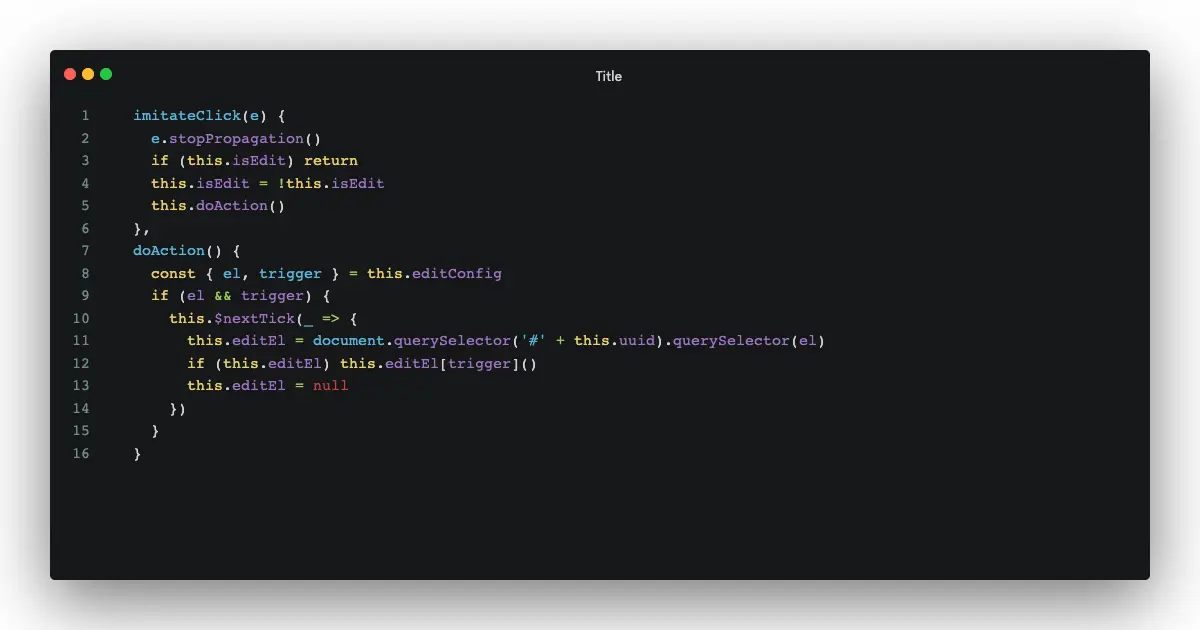 Title
1 imitateClick(e) {
2 e.stopPropagation()
3 if (this.isEdit) return
4 this.isEdit = !this.isEdit
5 this.doAction()
6 },
7 doAction() {
8 const { el, trigger } = this.editConfig
9 if (el && trigger) {
10 this.$nextTick(_ => {
11 this.editEl = document.querySelector('#' + this.uuid).querySelector(el)
12 if (this.editEl) this.editEl[trigger]()
13 this.editEl = null
14 })
15 }
16 }